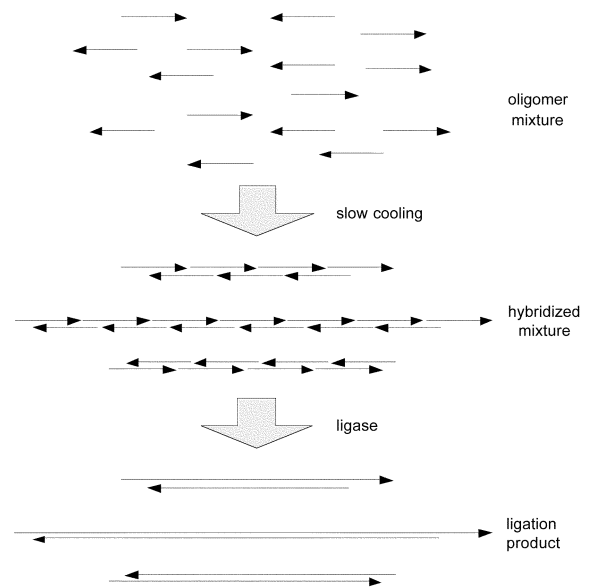 oligomer
mixture
slow cooling
hybridized
mixture
ligase
ligation
product